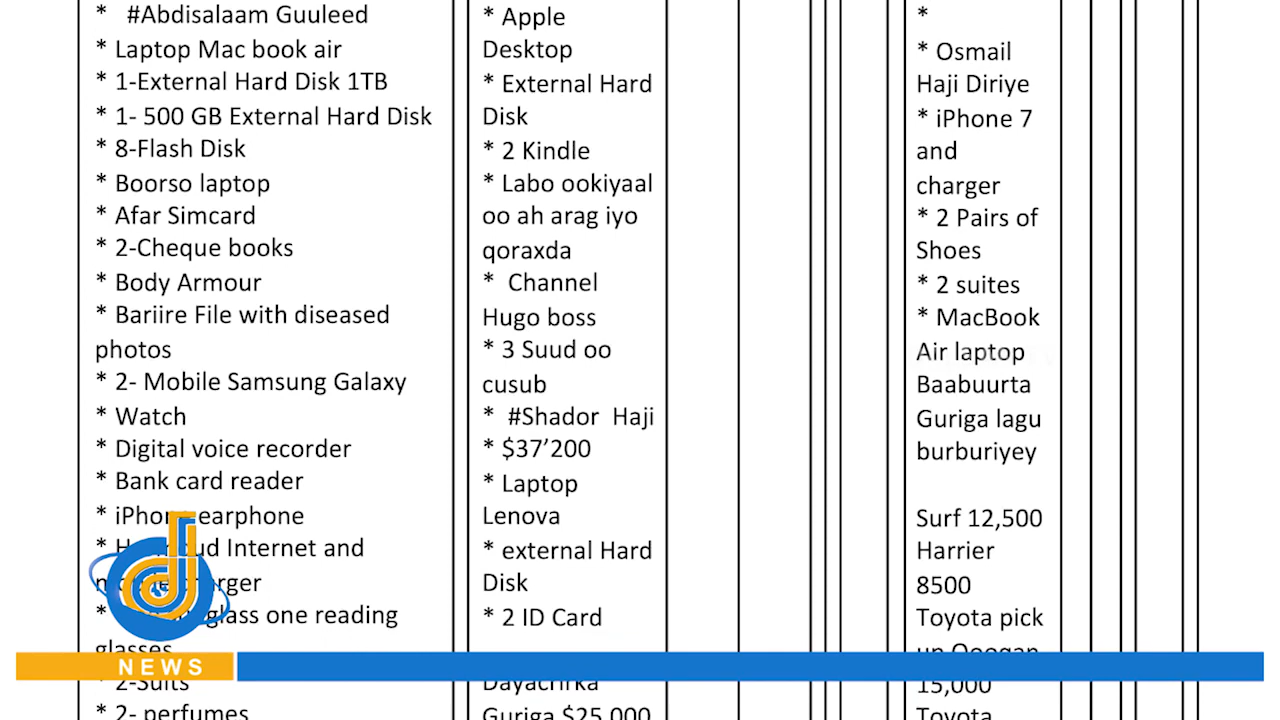 * #Abdisalaam Guuleed
* Laptop Mac book air
* 1-External Hard Disk 1TB
* 1- 500 GB External Hard Disk
* 8-Flash Disk
* Boorso laptop
* Afar Simcard
* 2-Cheque books
* Body Armour
* Bariire File with diseased
photos
* 2- Mobile Samsung Galaxy
* Watch
* Digital voice recorder
* Bank card reader
* iPhone earphone
* Internet and
* glass one reading
glasses
* 2-Suits
* 2- perfumes
* Apple
Desktop
* External Hard
Disk
* 2 Kindle
* Labo ookiyaal
oo ah arag iyo
qoraxda
* Channel
Hugo boss
* 3 Suud oo
cusub
* #Shador Haji
* $37’200
* Laptop
Lenova
* external Hard
Disk
* 2 ID Card
Guriga $25,000
*
* Osmail
Haji Diriye
* iPhone 7
and
charger
* 2 Pairs of
Shoes
* 2 suites
* MacBook
Air laptop
Baabuurta
Guriga lagu
burburiyey
Surf 12,500
Harrier
8500
Toyota pick
up
15,000
Toyota
NEWS